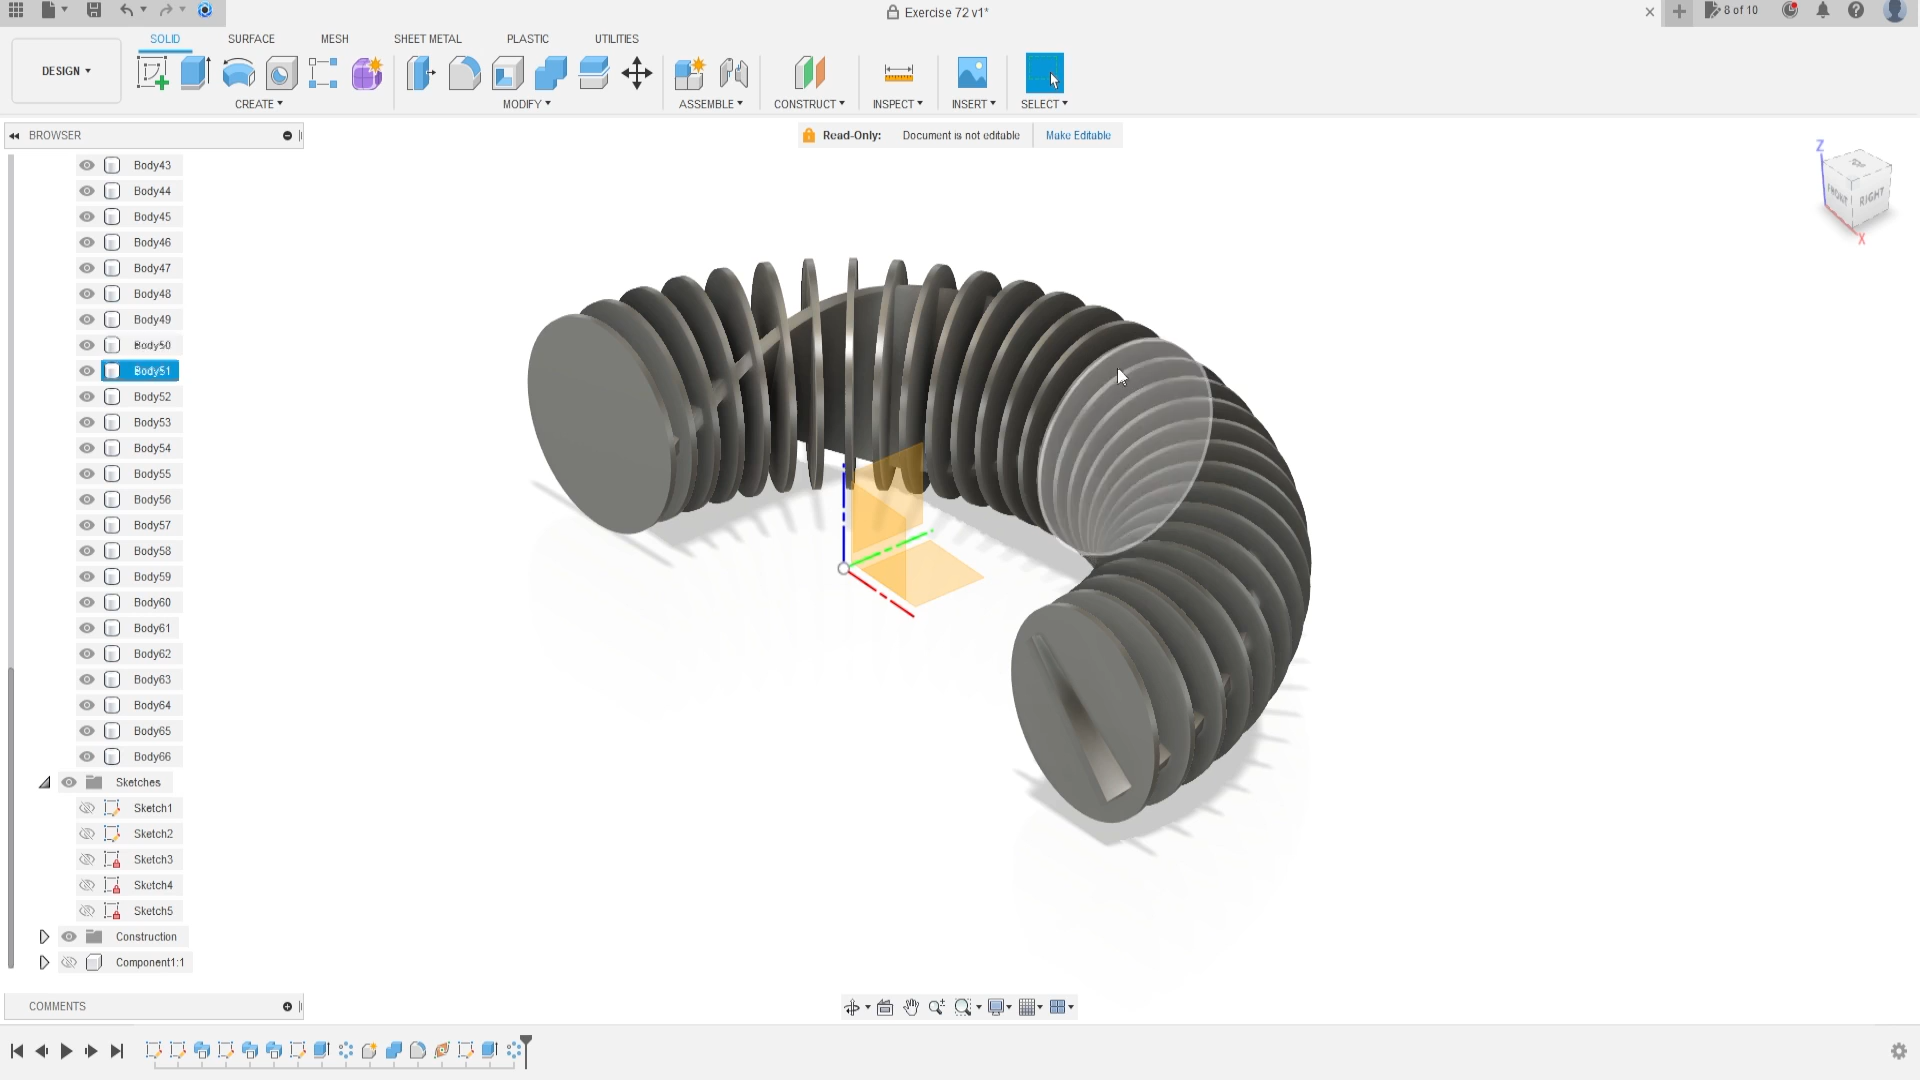 Exercise 72 v1*
8 of 10
SOLID SURFACE MESH SHEET METAL PLASTIC UTILITIES
DESIGN
CREATE MODIFY ASSEMBLE CONSTRUCT INSPECT INSERT SELECT
BROWSER
Read-Only: Document is not editable Make Editable
Z
FRONT RIGHT
X
Body43
Body44
Body45
Body46
Body47
Body48
Body49
Body50
Body51
Body52
Body53
Body54
Body55
Body56
Body57
Body58
Body59
Body60
Body61
Body62
Body63
Body64
Body65
Body66
Sketches
Sketch1
Sketch2
Sketch3
Sketch4
Sketch5
Construction
Component1:1
COMMENTS